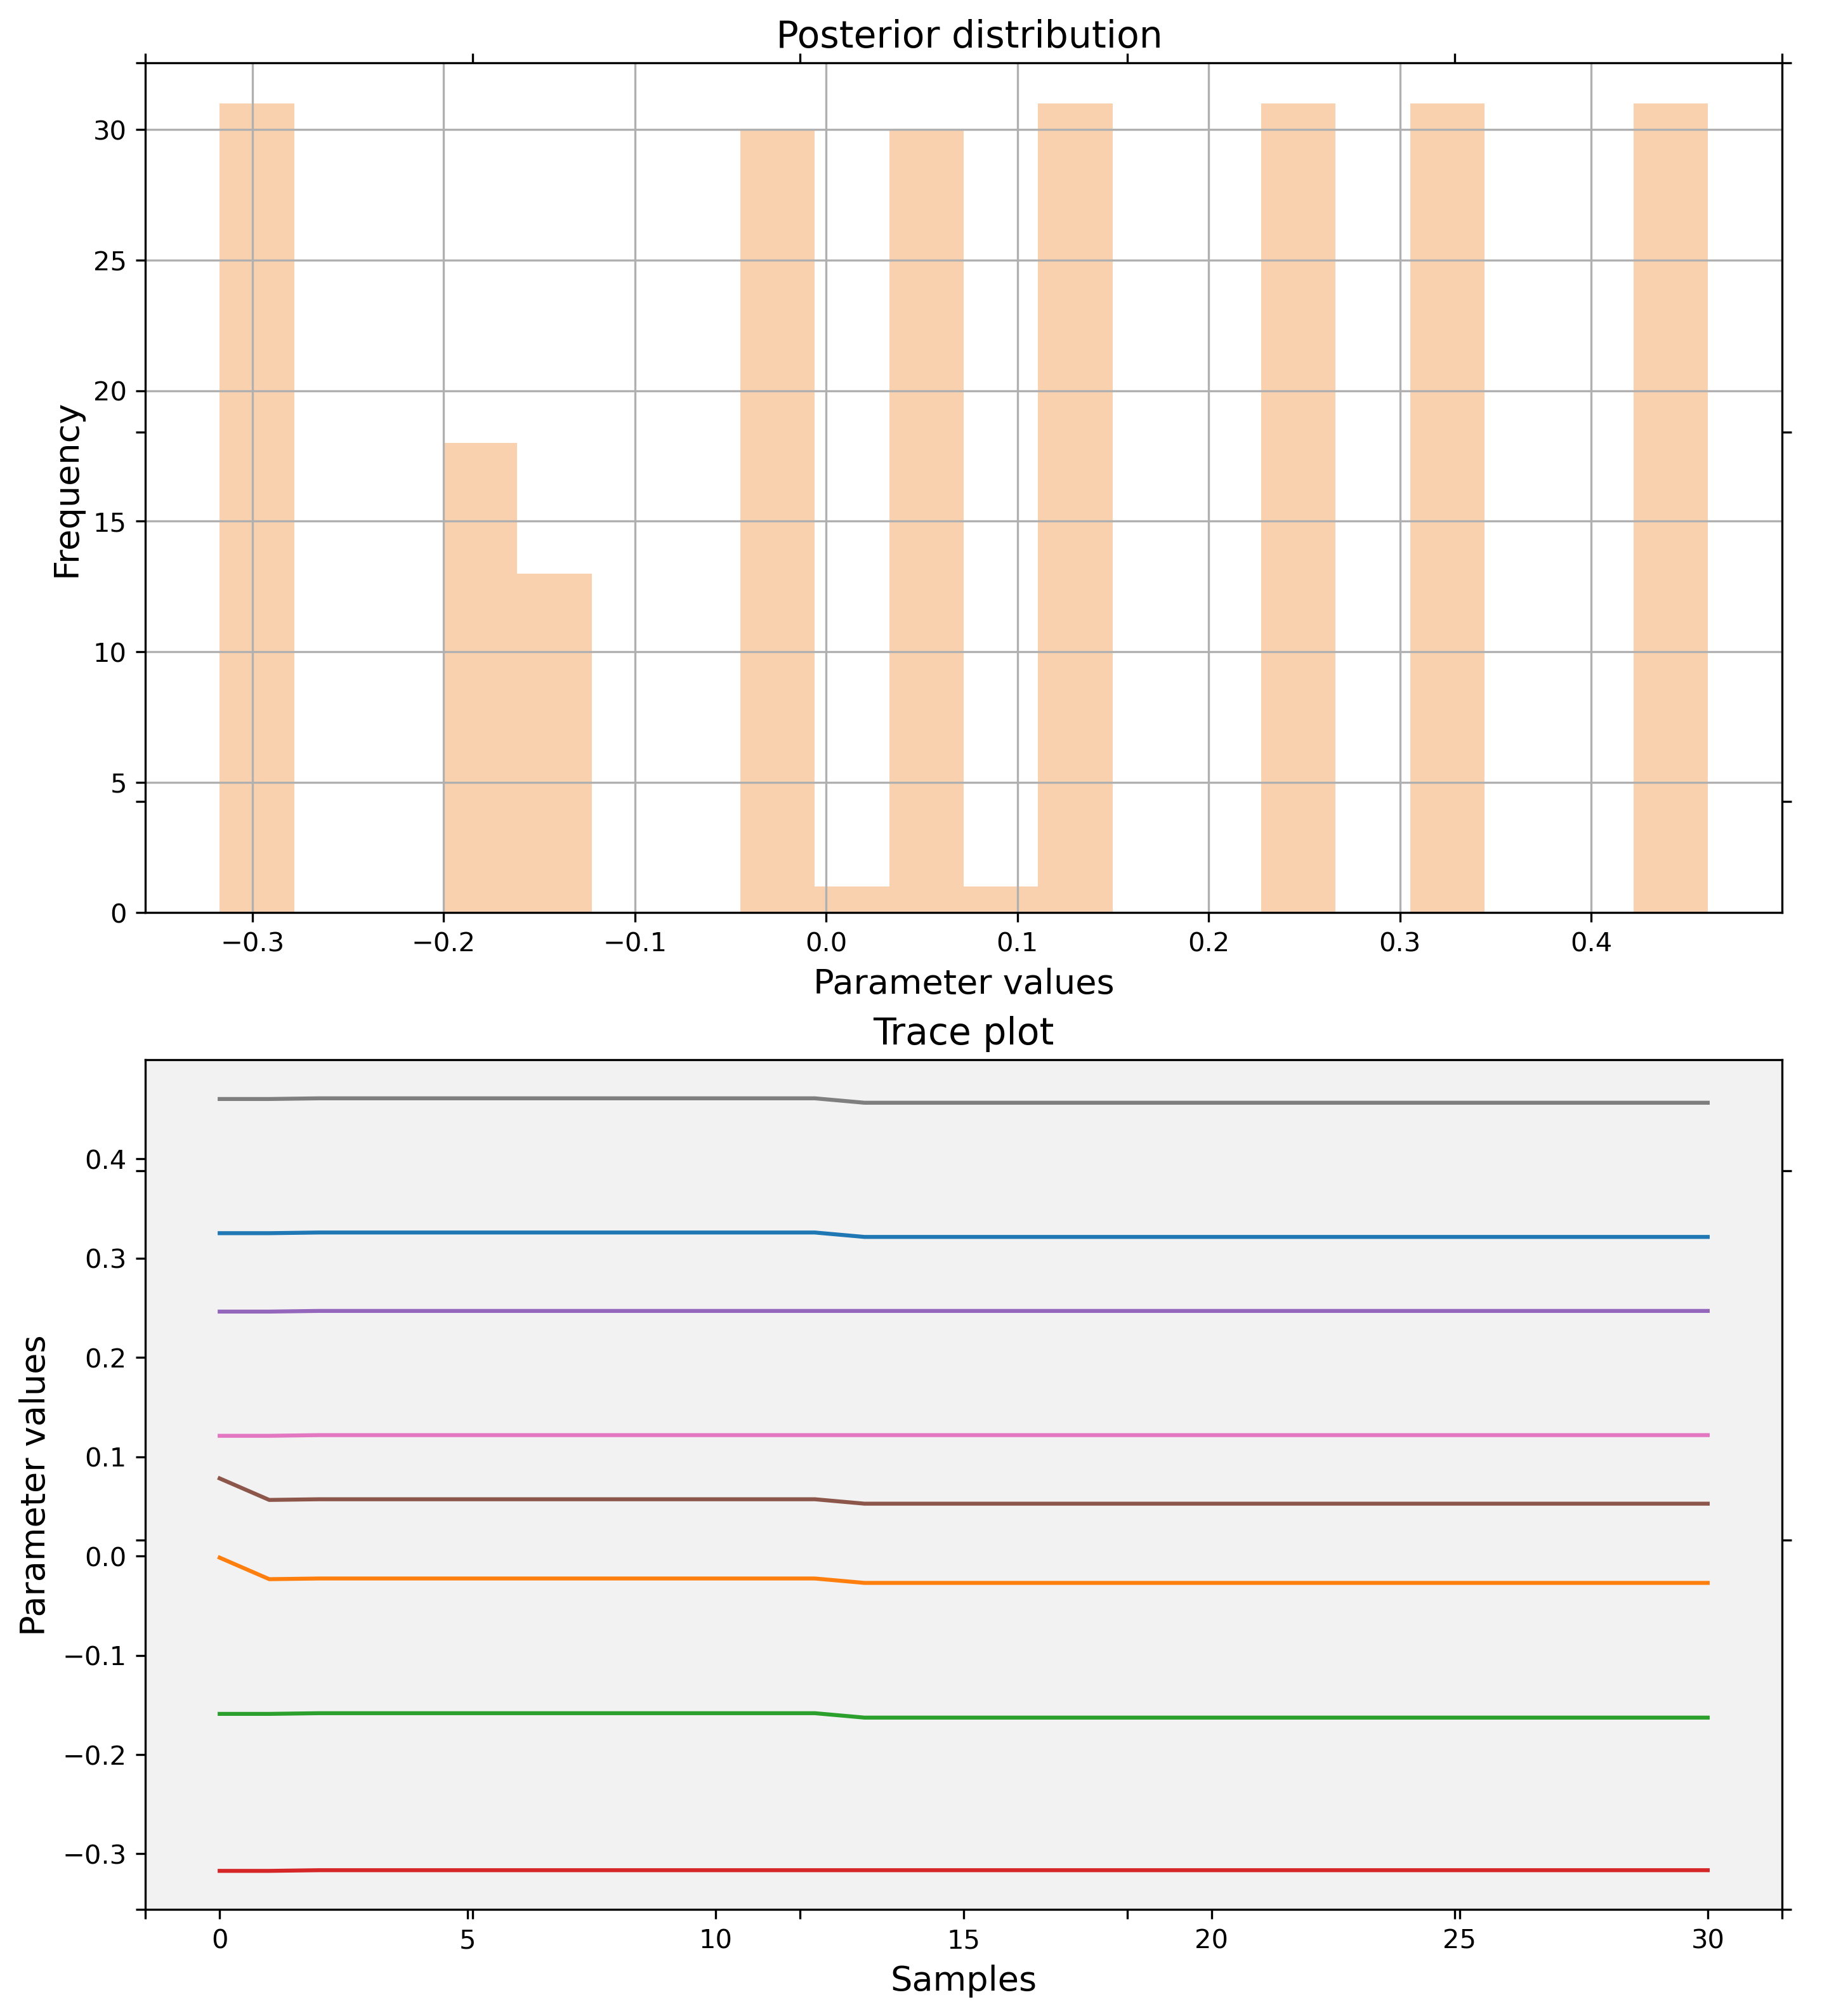 Posterior distribution
30
25
20
15
10
5
0
Frequency
−0.3 −0.2 −0.1 0.0 0.1 0.2 0.3 0.4
Parameter values
Trace plot
0.4
0.3
0.2
0.1
0.0
−0.1
−0.2
−0.3
Parameter values
0 5 10 15 20 25 30
Samples